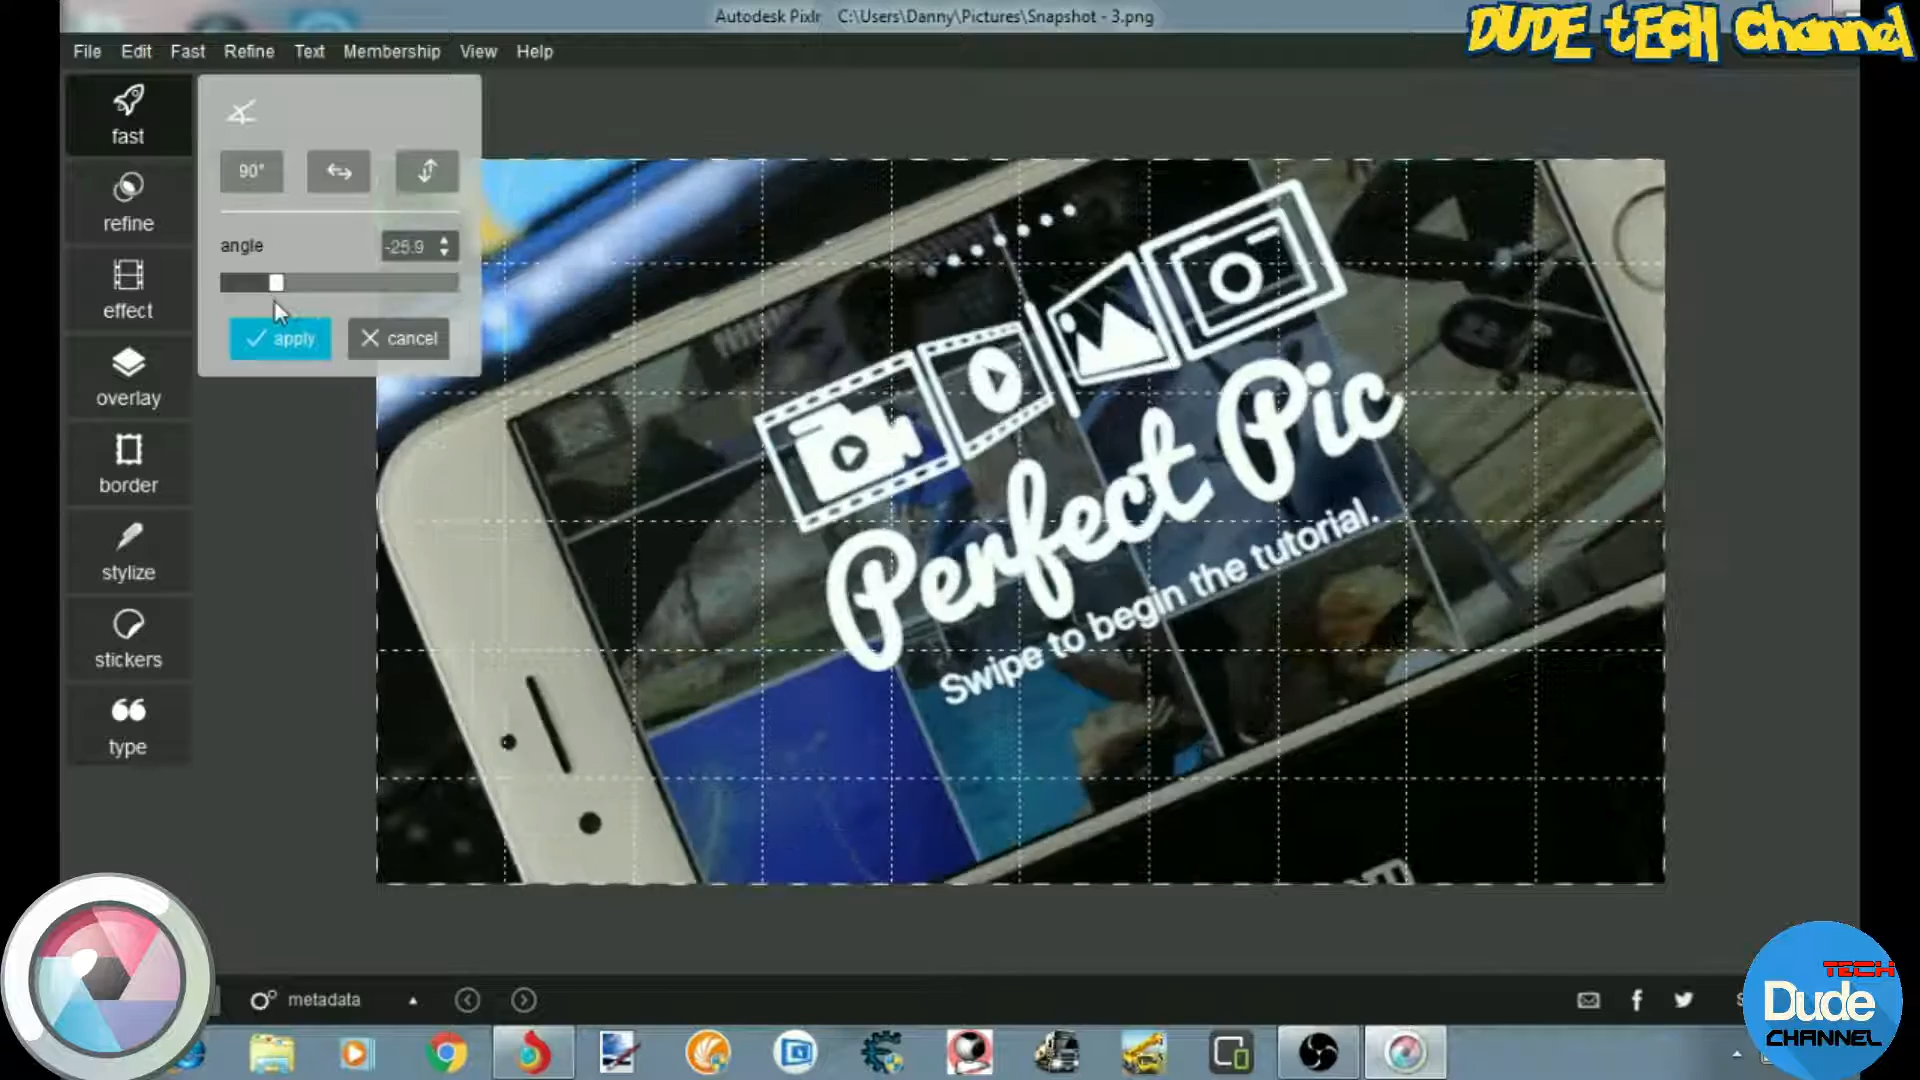 Autodesk Pixlr C:\Users\Danny\Pictures\Snapshot - 3.png
DUDE tECH Channel
File Edit Fast Refine Text Membership View Help
fast
90°
refine
angle
-25.9
effect
apply
cancel
overlay
Perfect Pic
border
Swipe to begin the tutorial.
stylize
stickers
type
metadata
TECH
Dude
CHANNEL